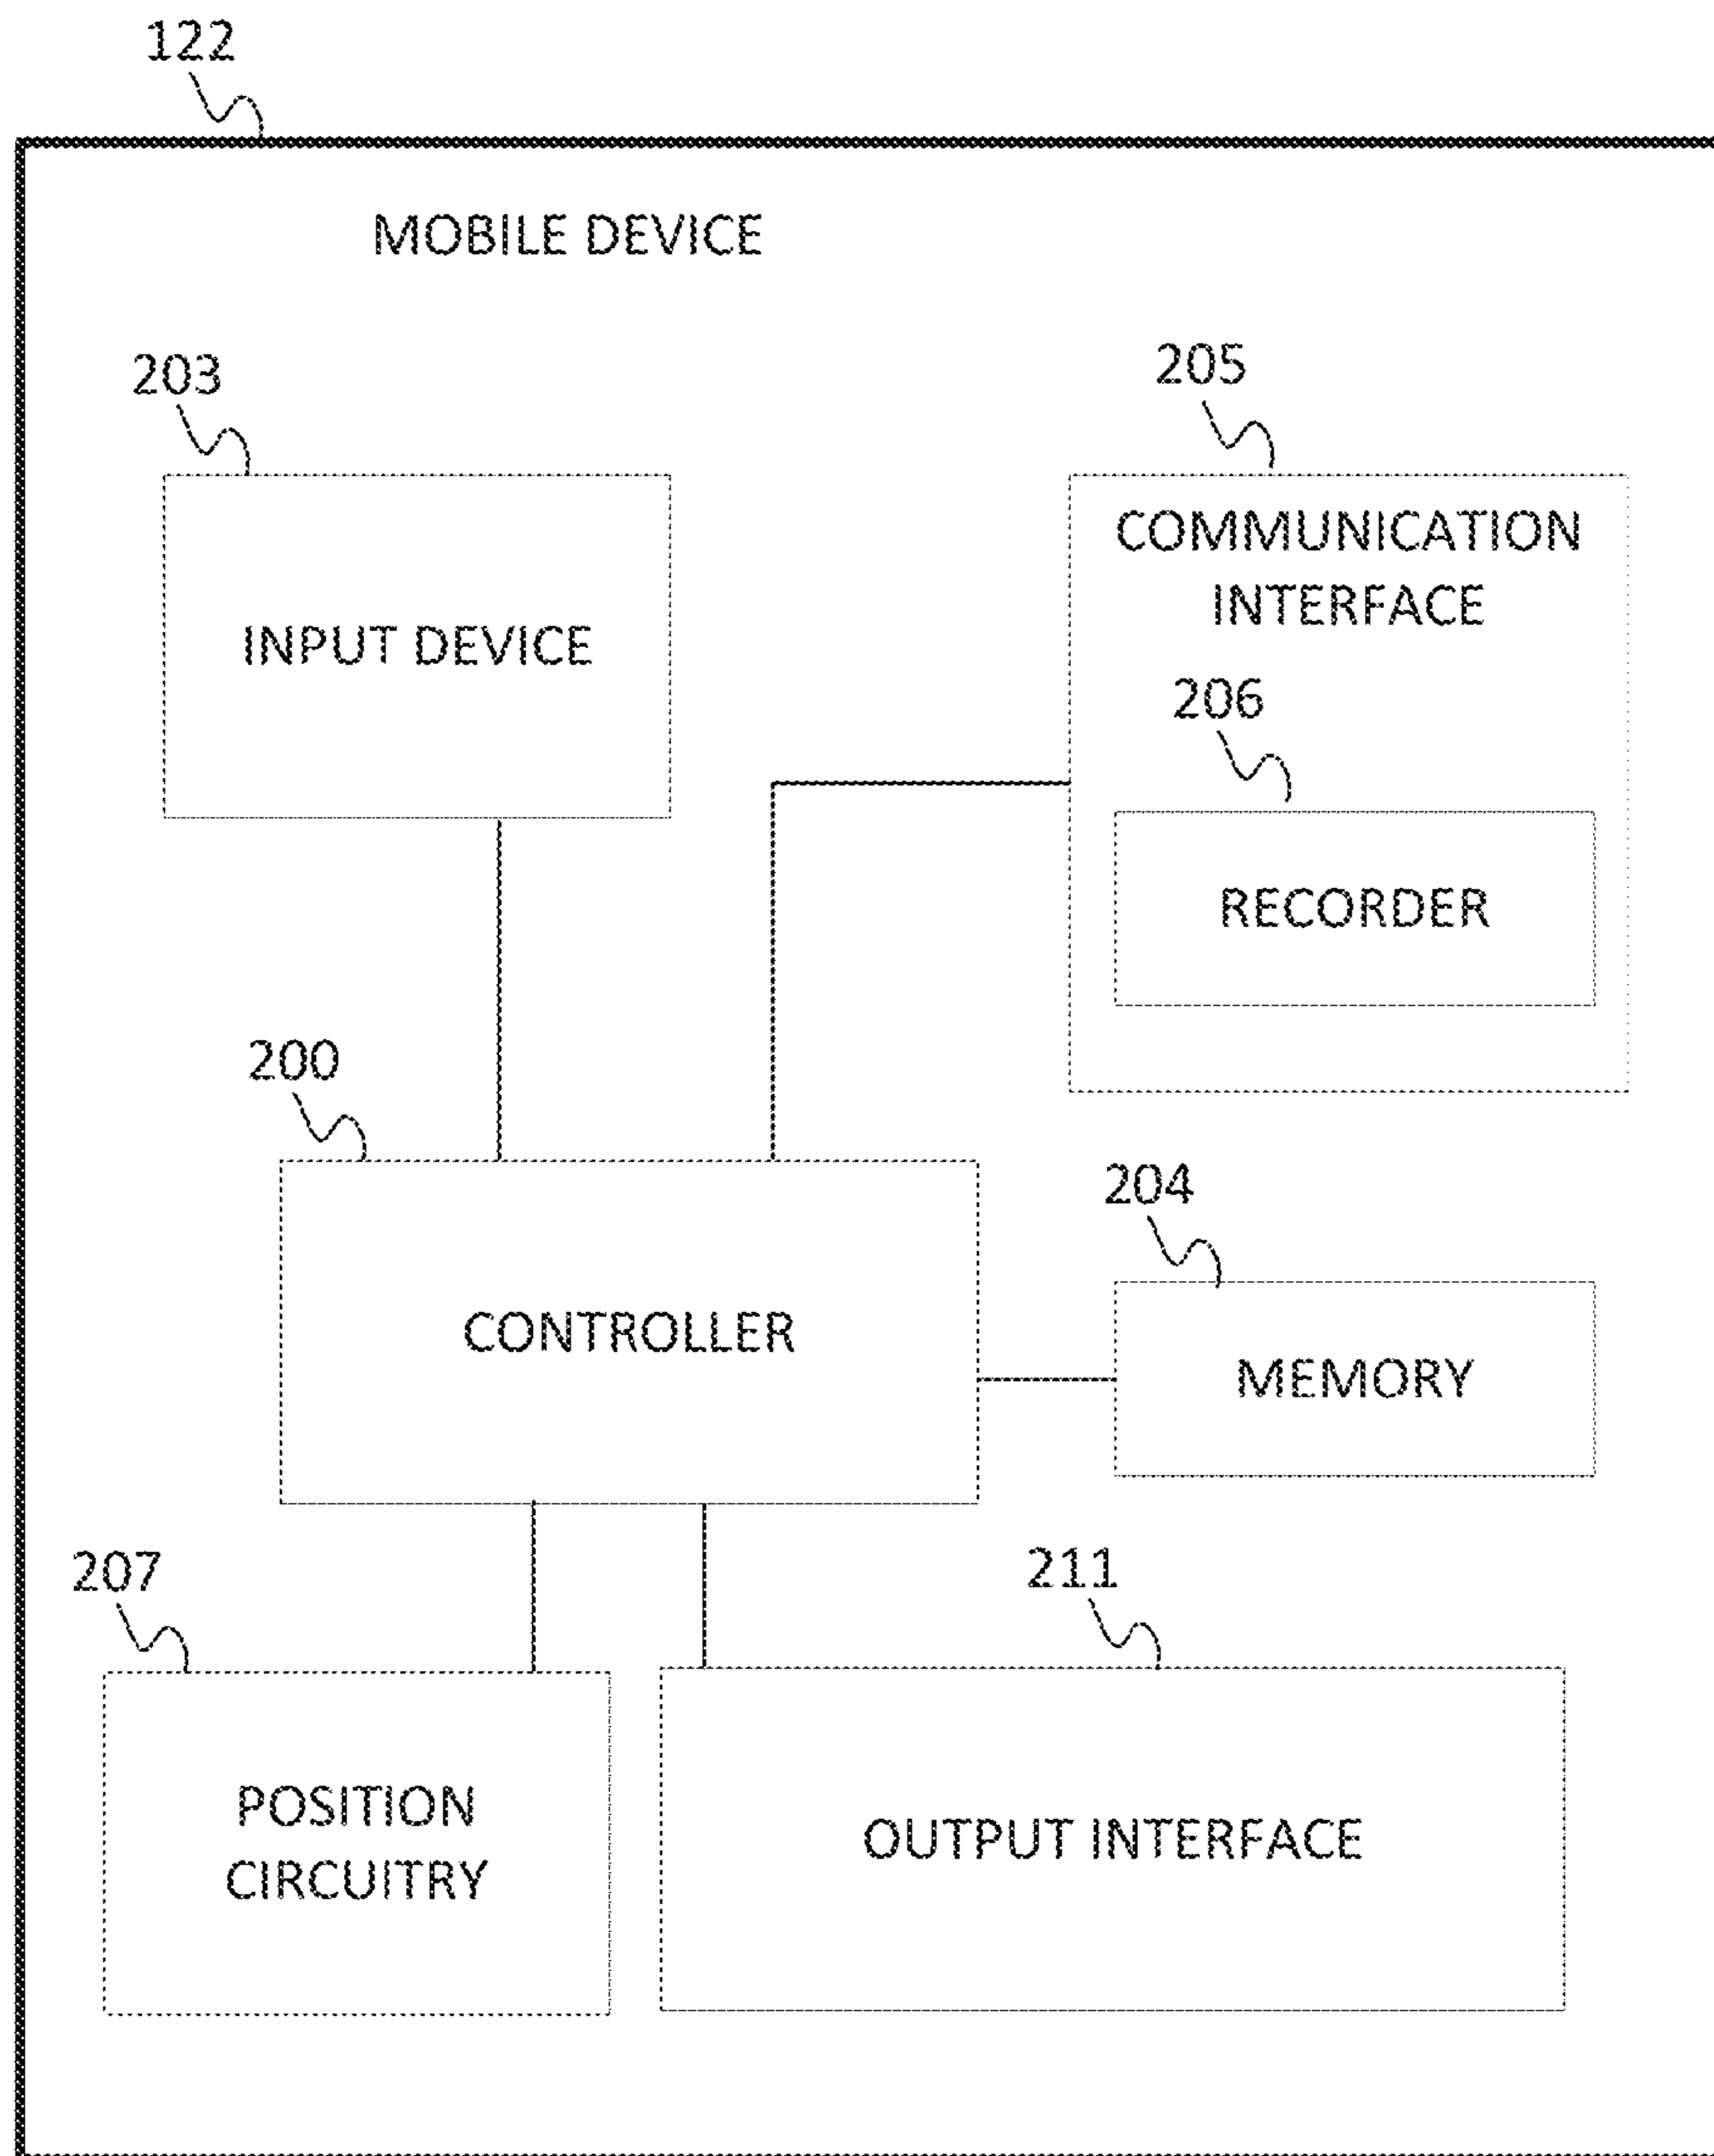 122
MOBILE DEVICE
203
205
INPUT DEVICE
COMMUNICATION
INTERFACE
206
RECORDER
200
204
CONTROLLER
MEMORY
207
211
POSITION
CIRCUITRY
OUTPUT INTERFACE